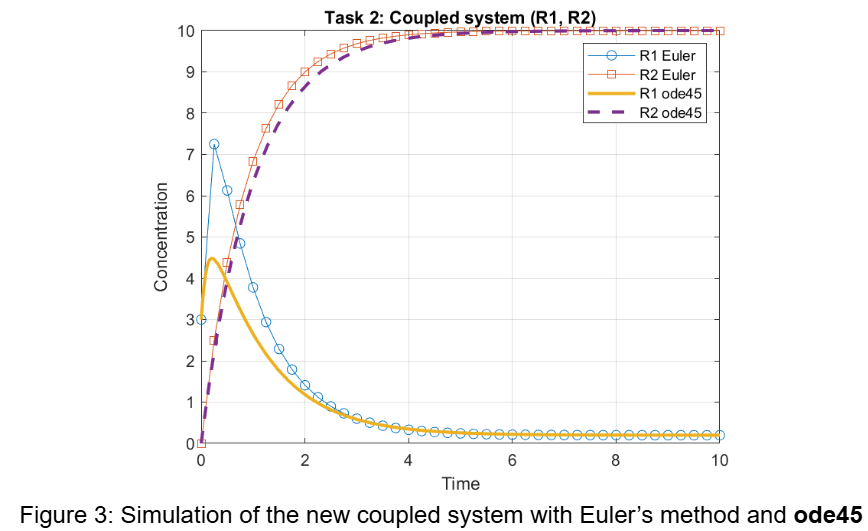 Task 2: Coupled system (R1, R2)
10
9
8
7
6
5
4
3
2
1
0
Concentration
R1 Euler
R2 Euler
R1 ode45
R2 ode45
0 2 4 6 8 10
Time
Figure 3: Simulation of the new coupled system with Euler’s method and ode45